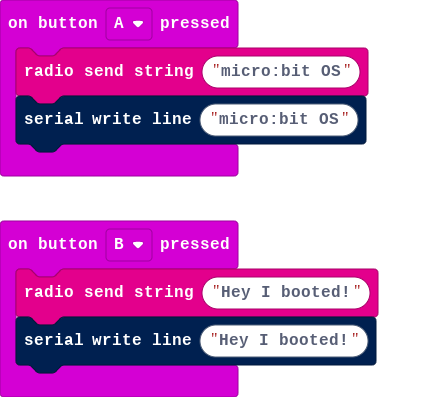 on button A pressed
radio send string "micro:bit OS"
serial write line "micro:bit OS"
on button B pressed
radio send string "Hey I booted!"
serial write line "Hey I booted!"